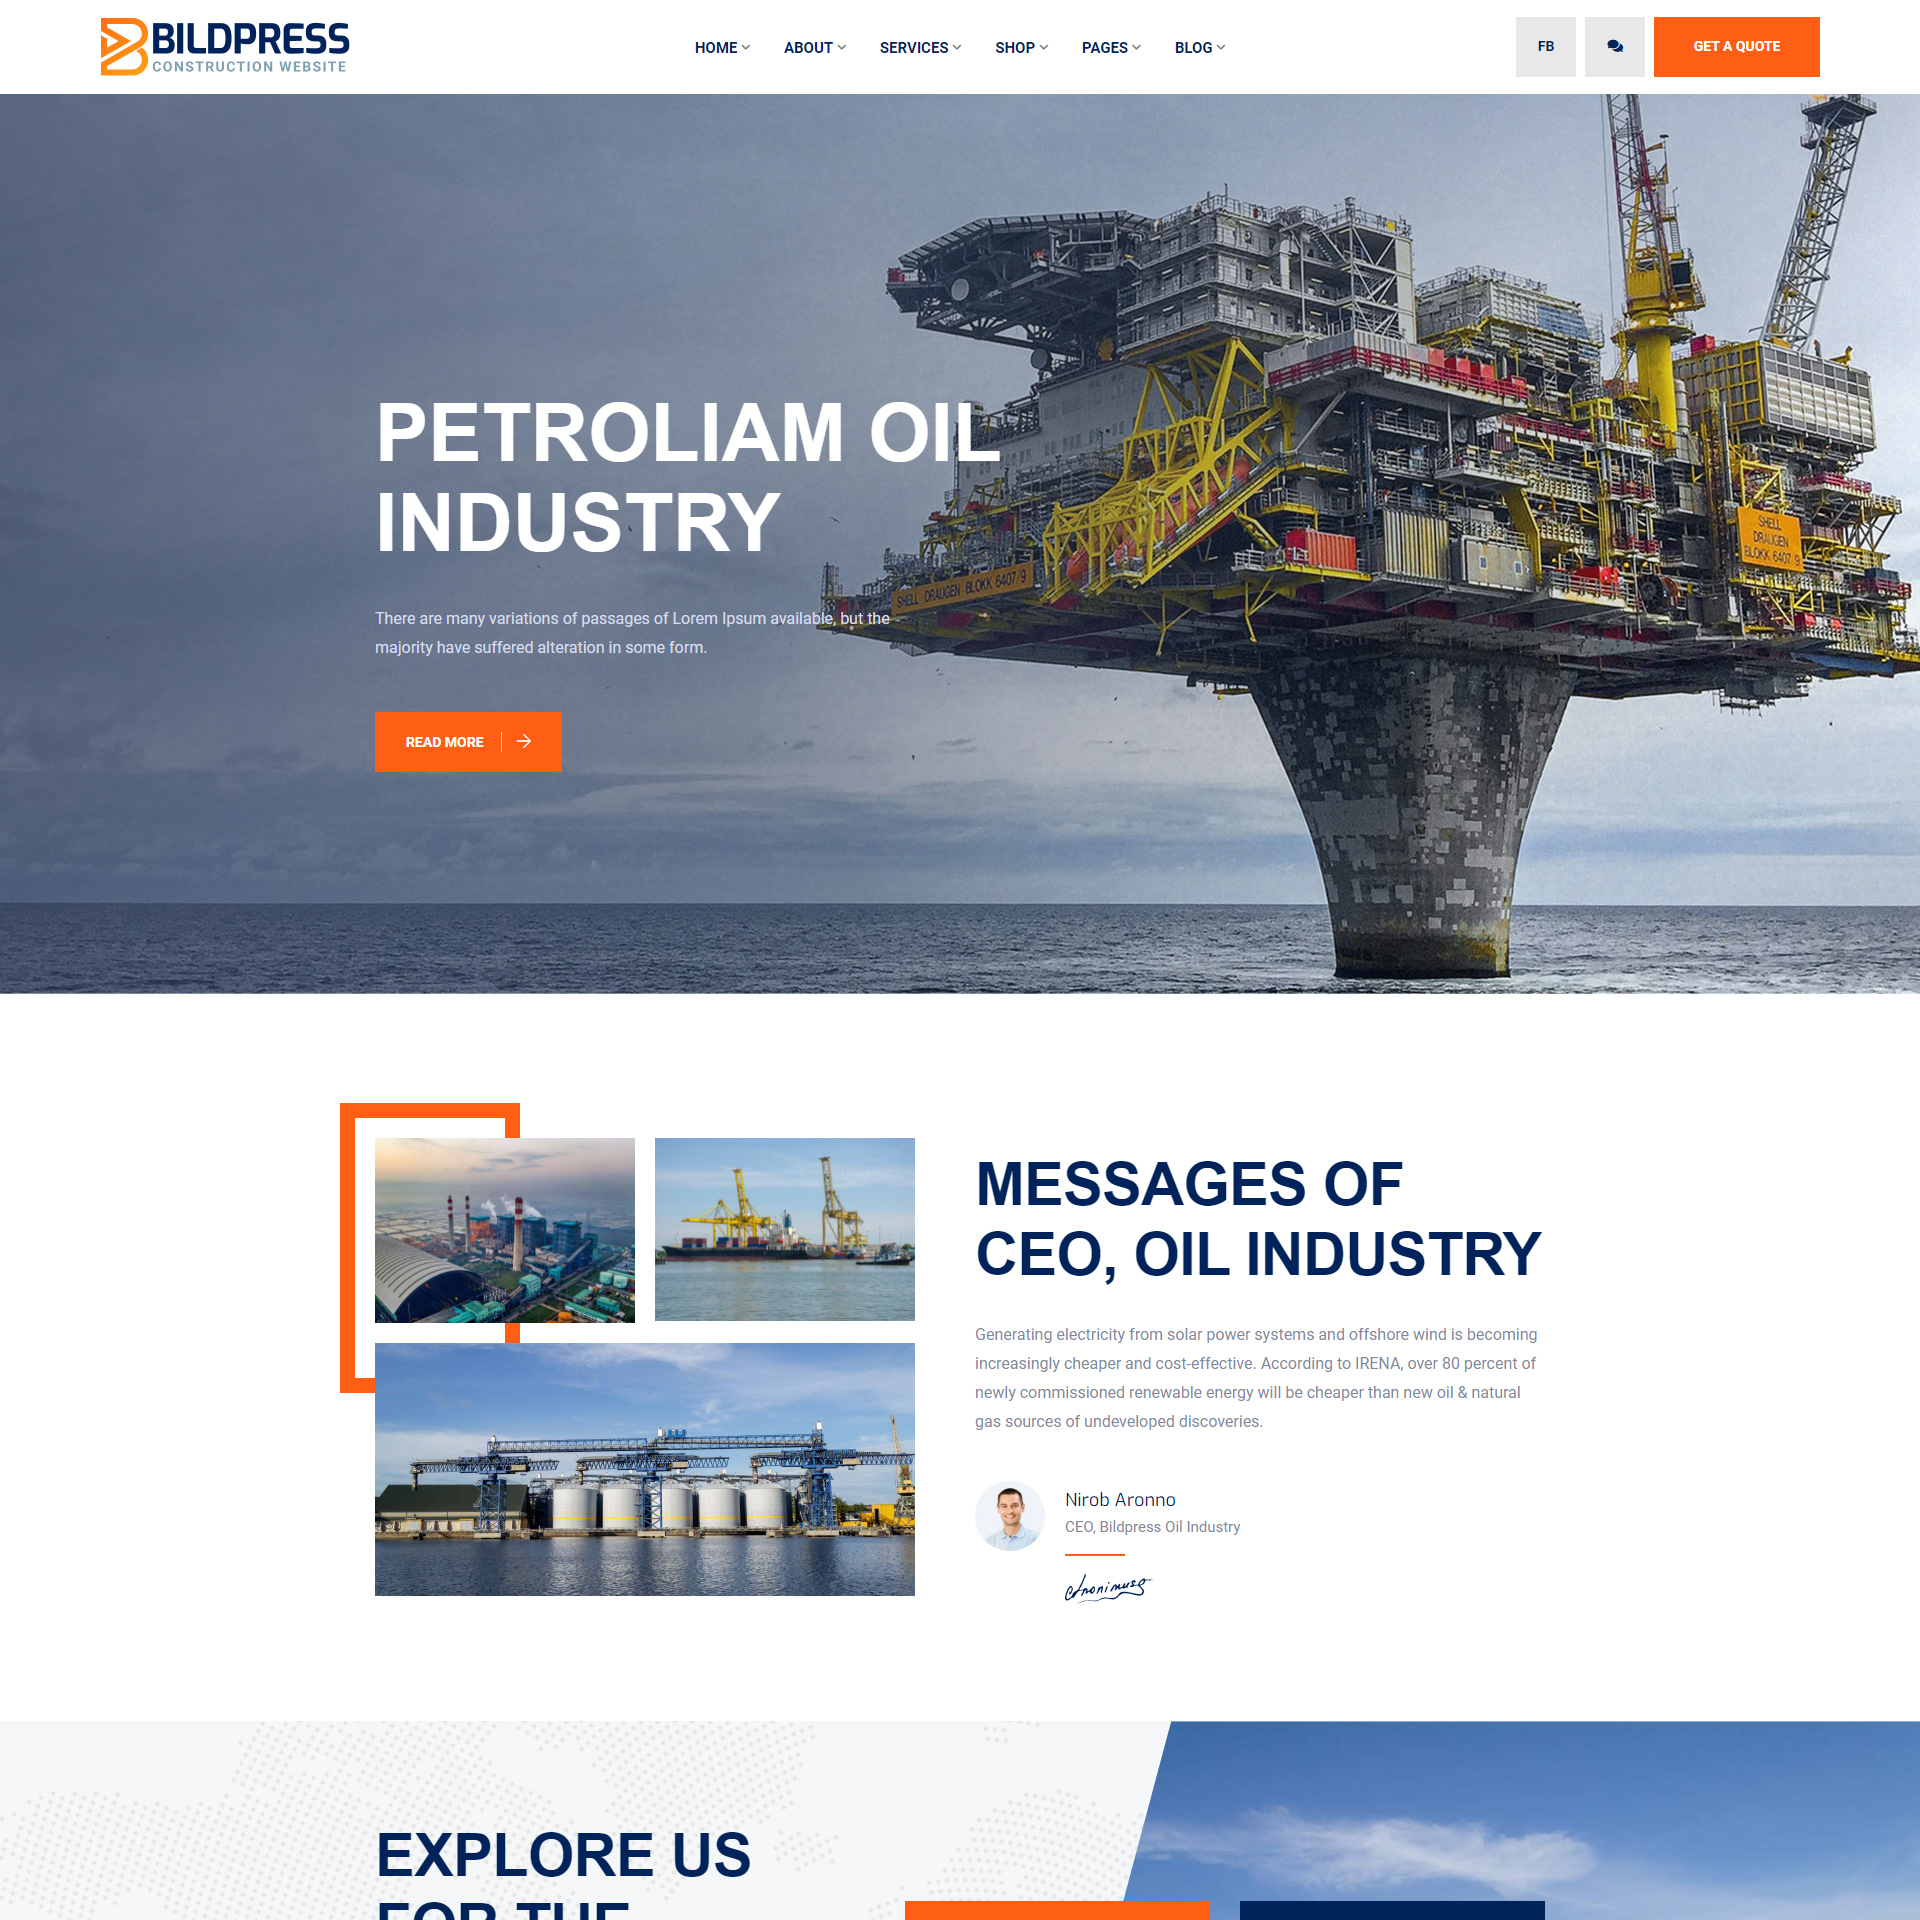 BILDPRESS
CONSTRUCTION WEBSITE
HOME
ABOUT
SERVICES
SHOP
PAGES
BLOG
FB
GET A QUOTE
PETROLIAM OIL
INDUSTRY
There are many variations of passages of Lorem Ipsum available, but the
majority have suffered alteration in some form.
READ MORE
SHELL DRAUGEN BLOKK 6407/9
SHELL
DRAUGEN
BLOKK 6407/9
MESSAGES OF
CEO, OIL INDUSTRY
Generating electricity from solar power systems and offshore wind is becoming
increasingly cheaper and cost-effective. According to IRENA, over 80 percent of
newly commissioned renewable energy will be cheaper than new oil & natural
gas sources of undeveloped discoveries.
Nirob Aronno
CEO, Bildpress Oil Industry
Anonimuse
EXPLORE US
FOR THE